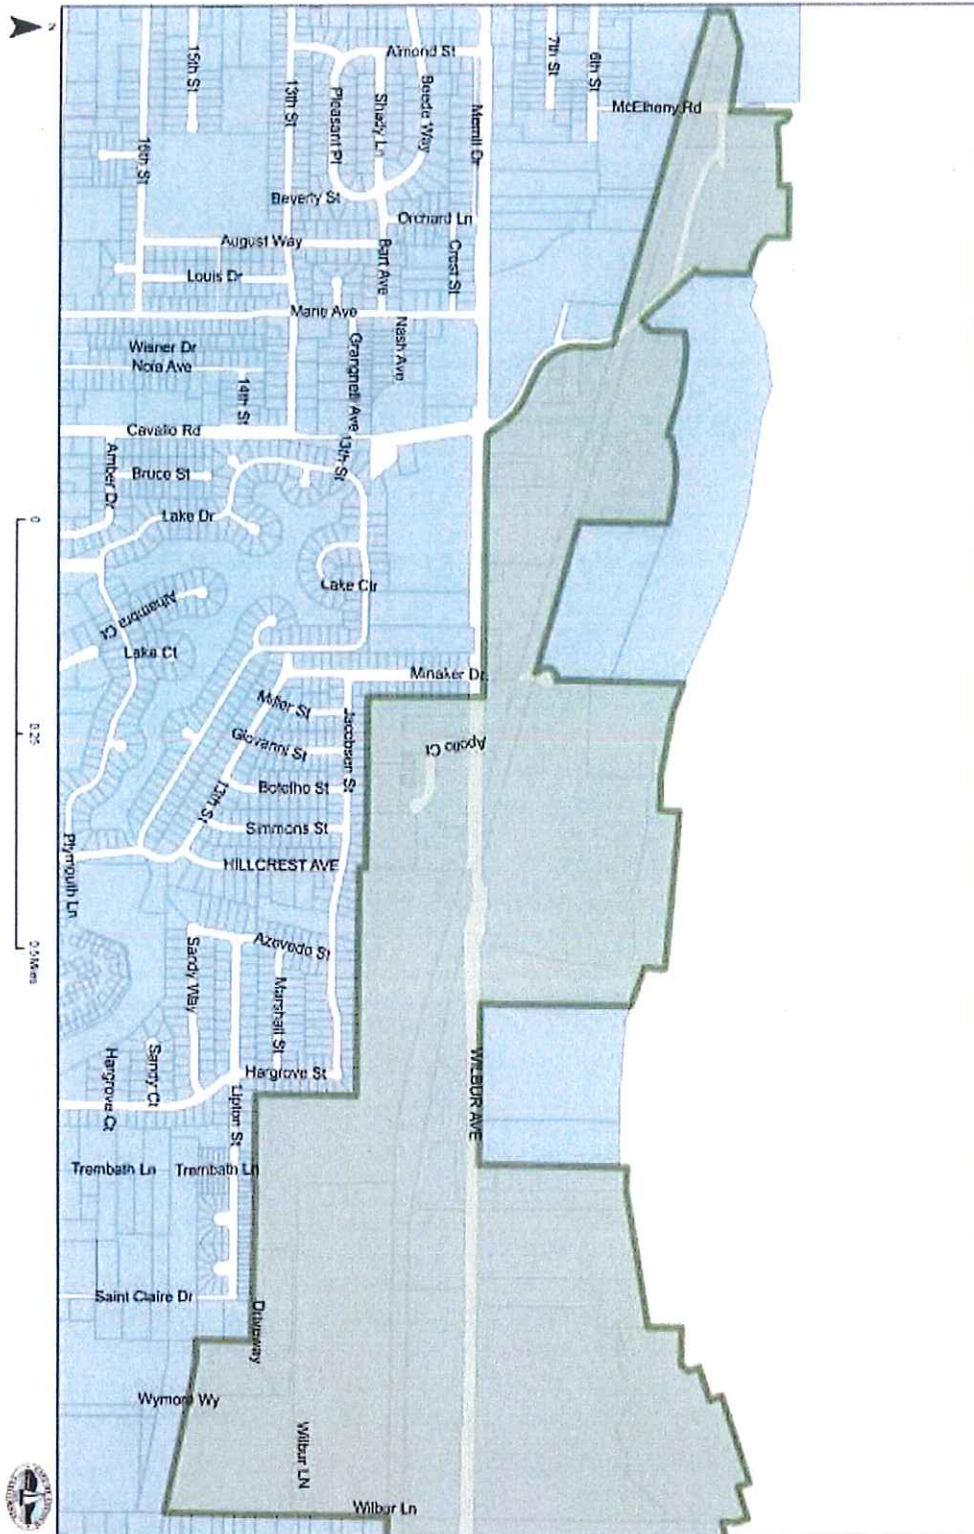 N
15th St
16th St
13th St
Almond St
Pleasant Pl
Shady Ln
Beede Way
Merrill Dr
7th St
6th St
McElheny Rd
Beverly St
Orchard Ln
August Way
Bart Ave
Crest St
Louis Dr
Marie Ave
Wisner Dr
Nora Ave
14th St
Grangnelli Ave
Nash Ave
Cavallo Rd
13th St
Amber Dr
Bruce St
Lake Dr
Lake Cir
Alhambra Ct
Lake Ct
Minaker Dr
Miller St
Giovanni St
Jacobsen St
Apollo Ct
Botelho St
13th St
Simmons St
HILLCREST AVE
Plymouth Ln
Azevedo St
Sandy Way
Marshall St
Hargrove St
Sandy Ct
Hargrove Ct
Lipton St
WILBUR AVE
Trembath Ln
Trembath Ln
Saint Claire Dr
Driveway
Wymore Wy
Wilbur LN
Wilbur Ln
0
0.25
0.5 Miles